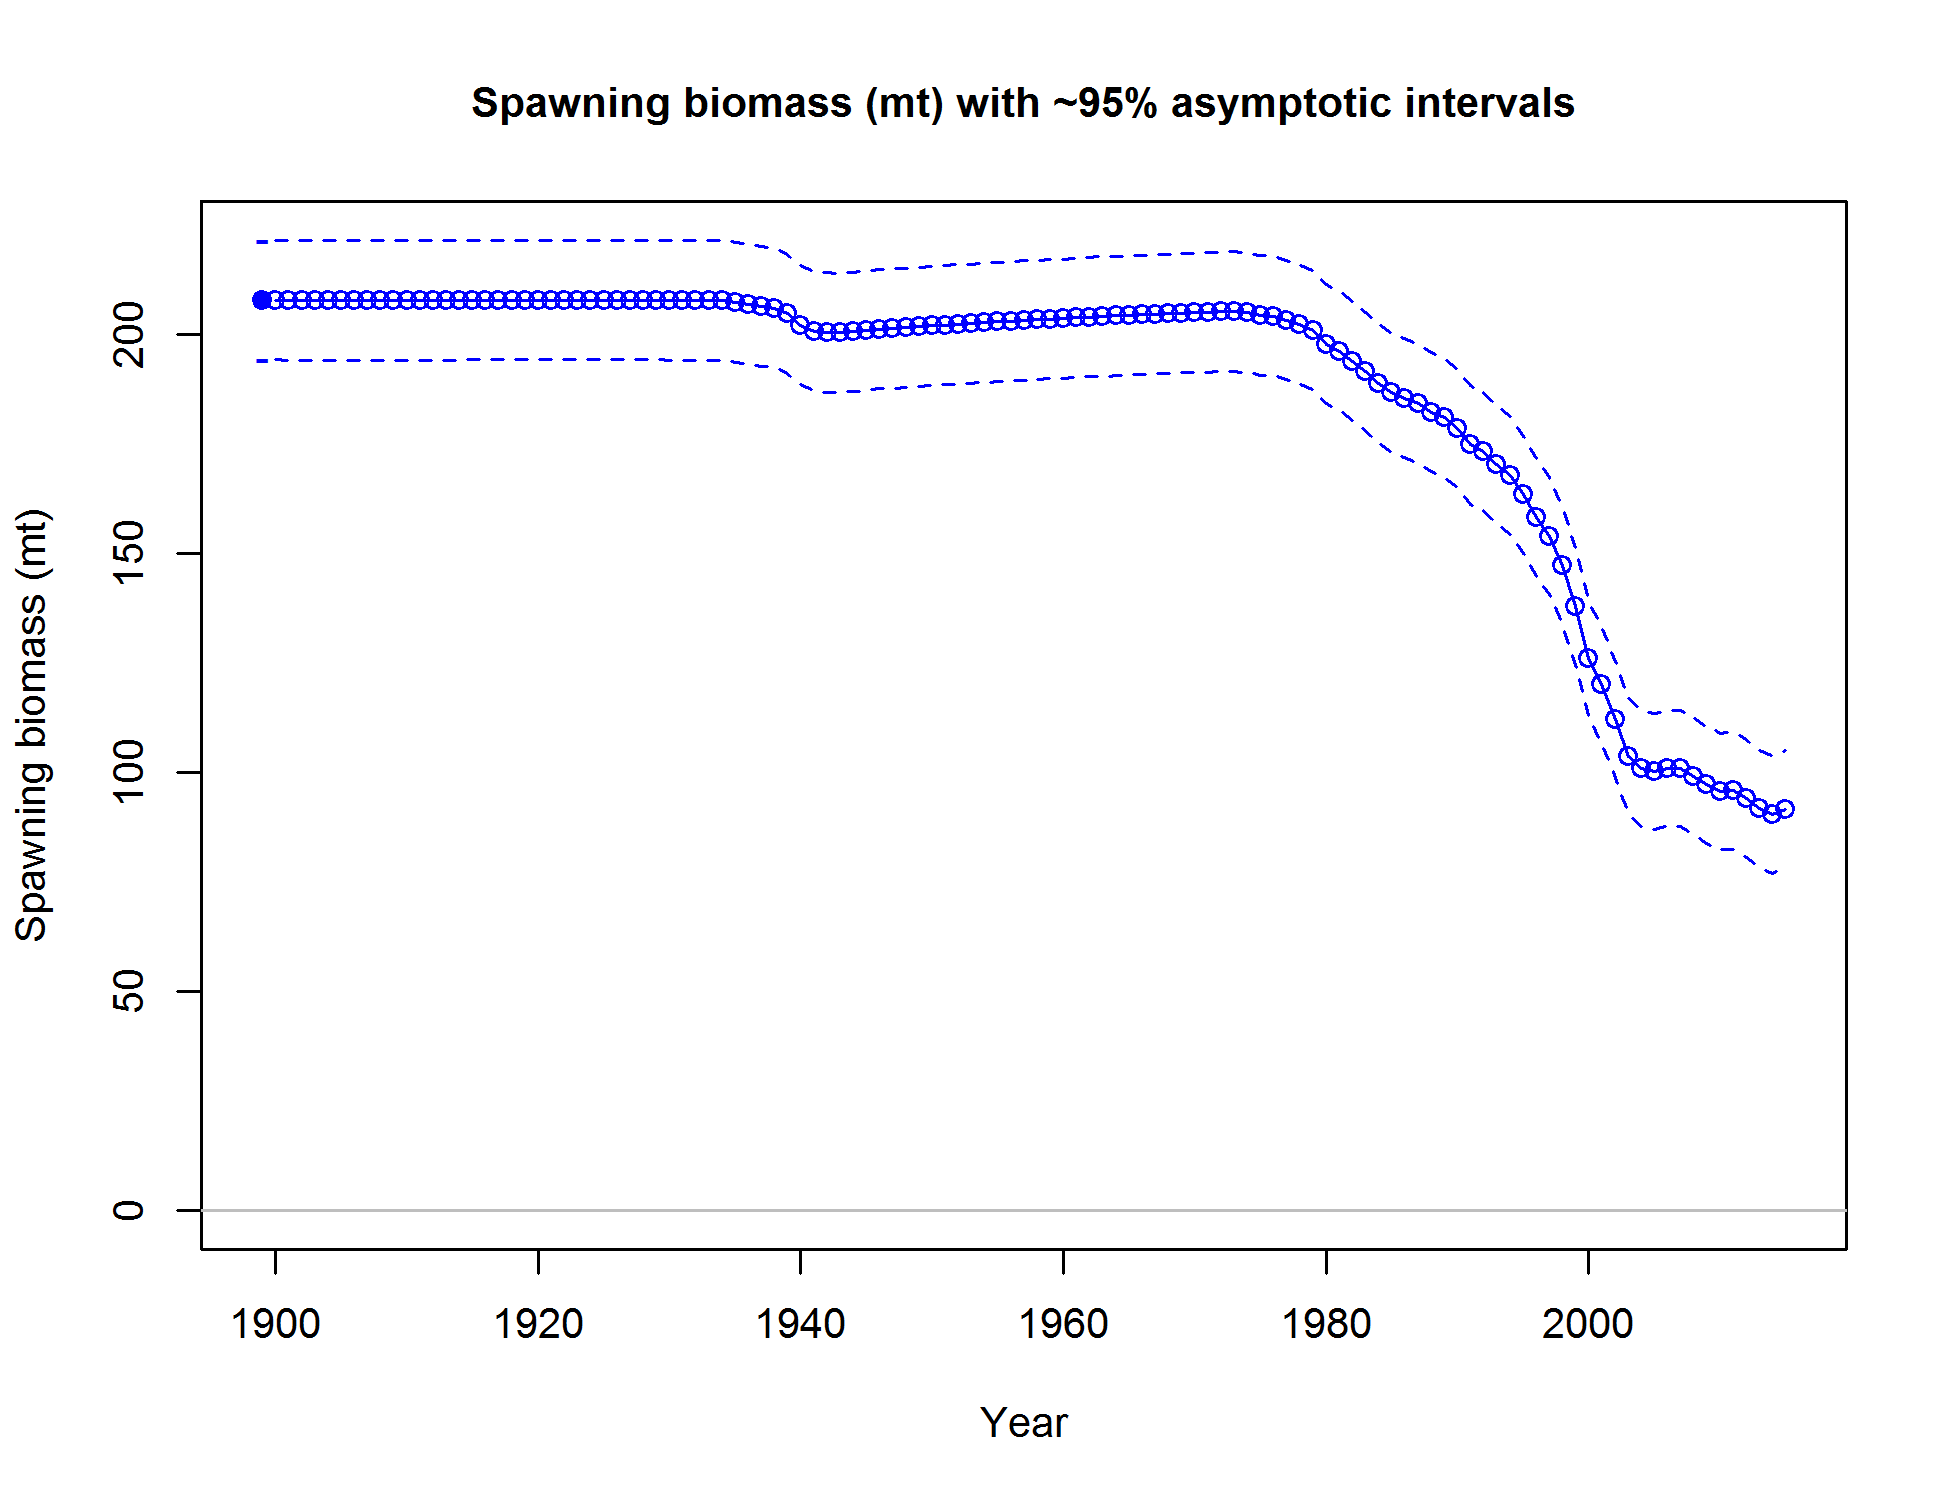 Spawning biomass (mt) with ~95% asymptotic intervals
Spawning biomass (mt)
200
150
100
50
0
1900 1920 1940 1960 1980 2000
Year